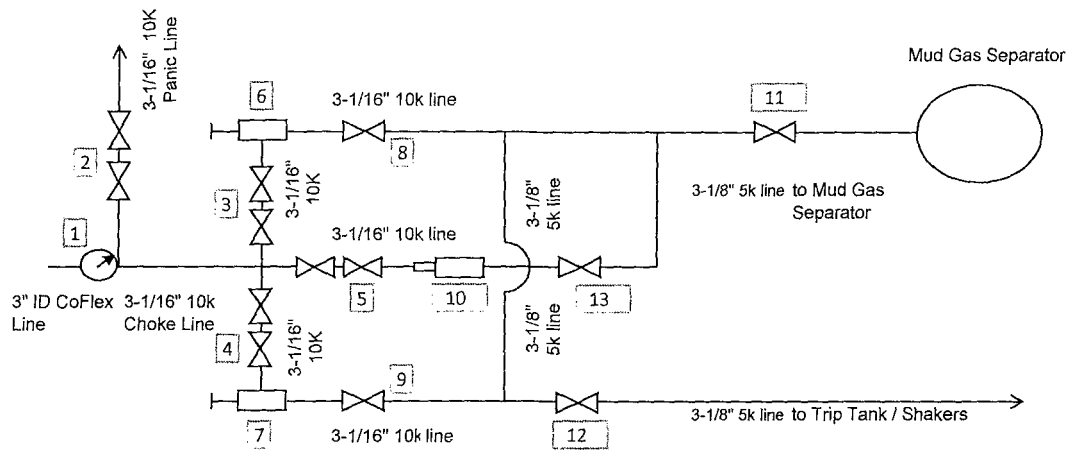 3-1/16" 10K
Panic Line
Mud Gas Separator
6
3-1/16" 10k line
11
2
8
3
3-1/16"
10K
3-1/8"
5k line
3-1/8" 5k line to Mud Gas
Separator
1
3-1/16" 10k line
3" ID CoFlex
Line
3-1/16" 10k
Choke Line
5
10
13
4
3-1/16"
10K
3-1/8"
5k line
9
7
3-1/16" 10k line
12
3-1/8" 5k line to Trip Tank / Shakers